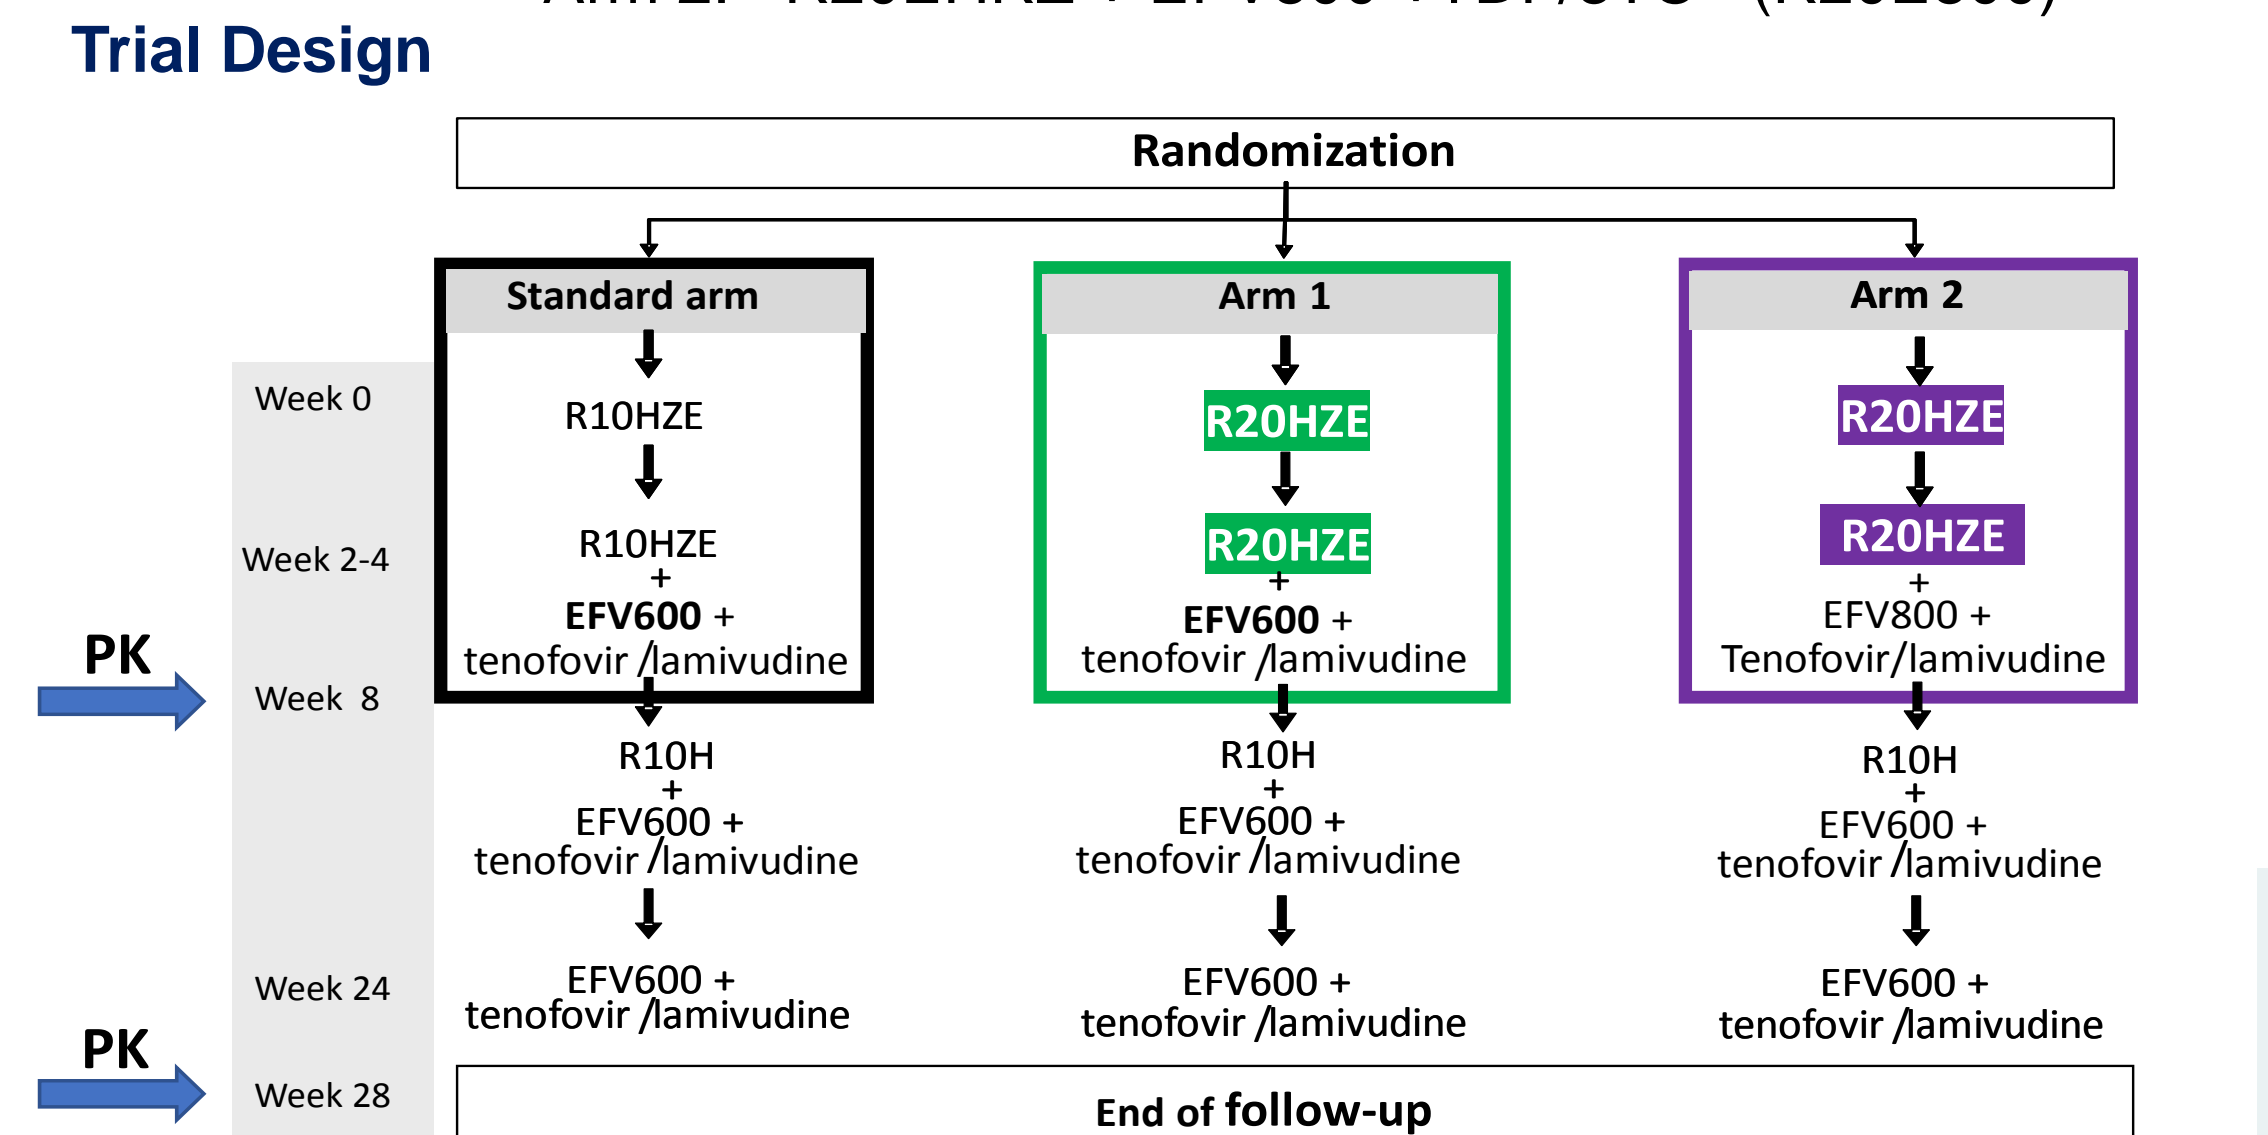 Trial Design
Randomization
Standard arm
Arm 1
Arm 2
Week 0
R10HZE
R20HZE
R20HZE
Week 2-4
R10HZE
+
EFV600 +
tenofovir /lamivudine
R20HZE
+
EFV600 +
tenofovir /lamivudine
R20HZE
+
EFV800 +
Tenofovir/lamivudine
PK
Week 8
R10H
+
EFV600 +
tenofovir /lamivudine
R10H
+
EFV600 +
tenofovir /lamivudine
R10H
+
EFV600 +
tenofovir /lamivudine
Week 24
EFV600 +
tenofovir /lamivudine
EFV600 +
tenofovir /lamivudine
EFV600 +
tenofovir /lamivudine
PK
Week 28
End of follow-up